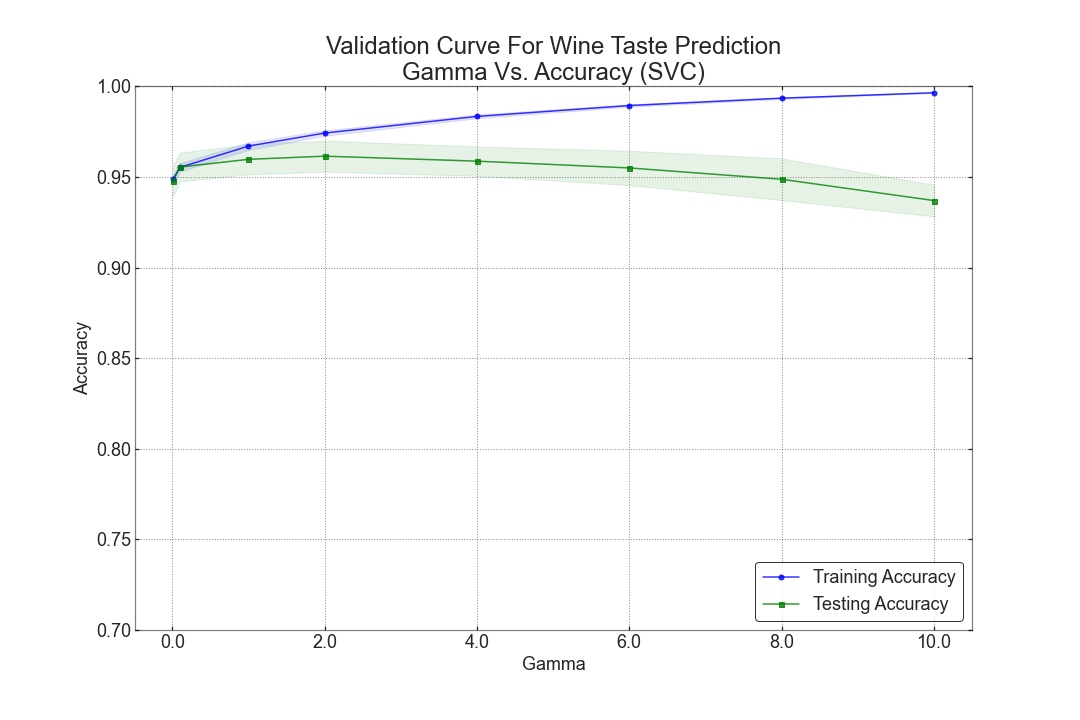 Validation Curve For Wine Taste Prediction
Gamma Vs. Accuracy (SVC)
1.00
0.95
0.90
0.85
0.80
0.75
0.70
Accuracy
Training Accuracy
Testing Accuracy
0.0 2.0 4.0 6.0 8.0 10.0
Gamma